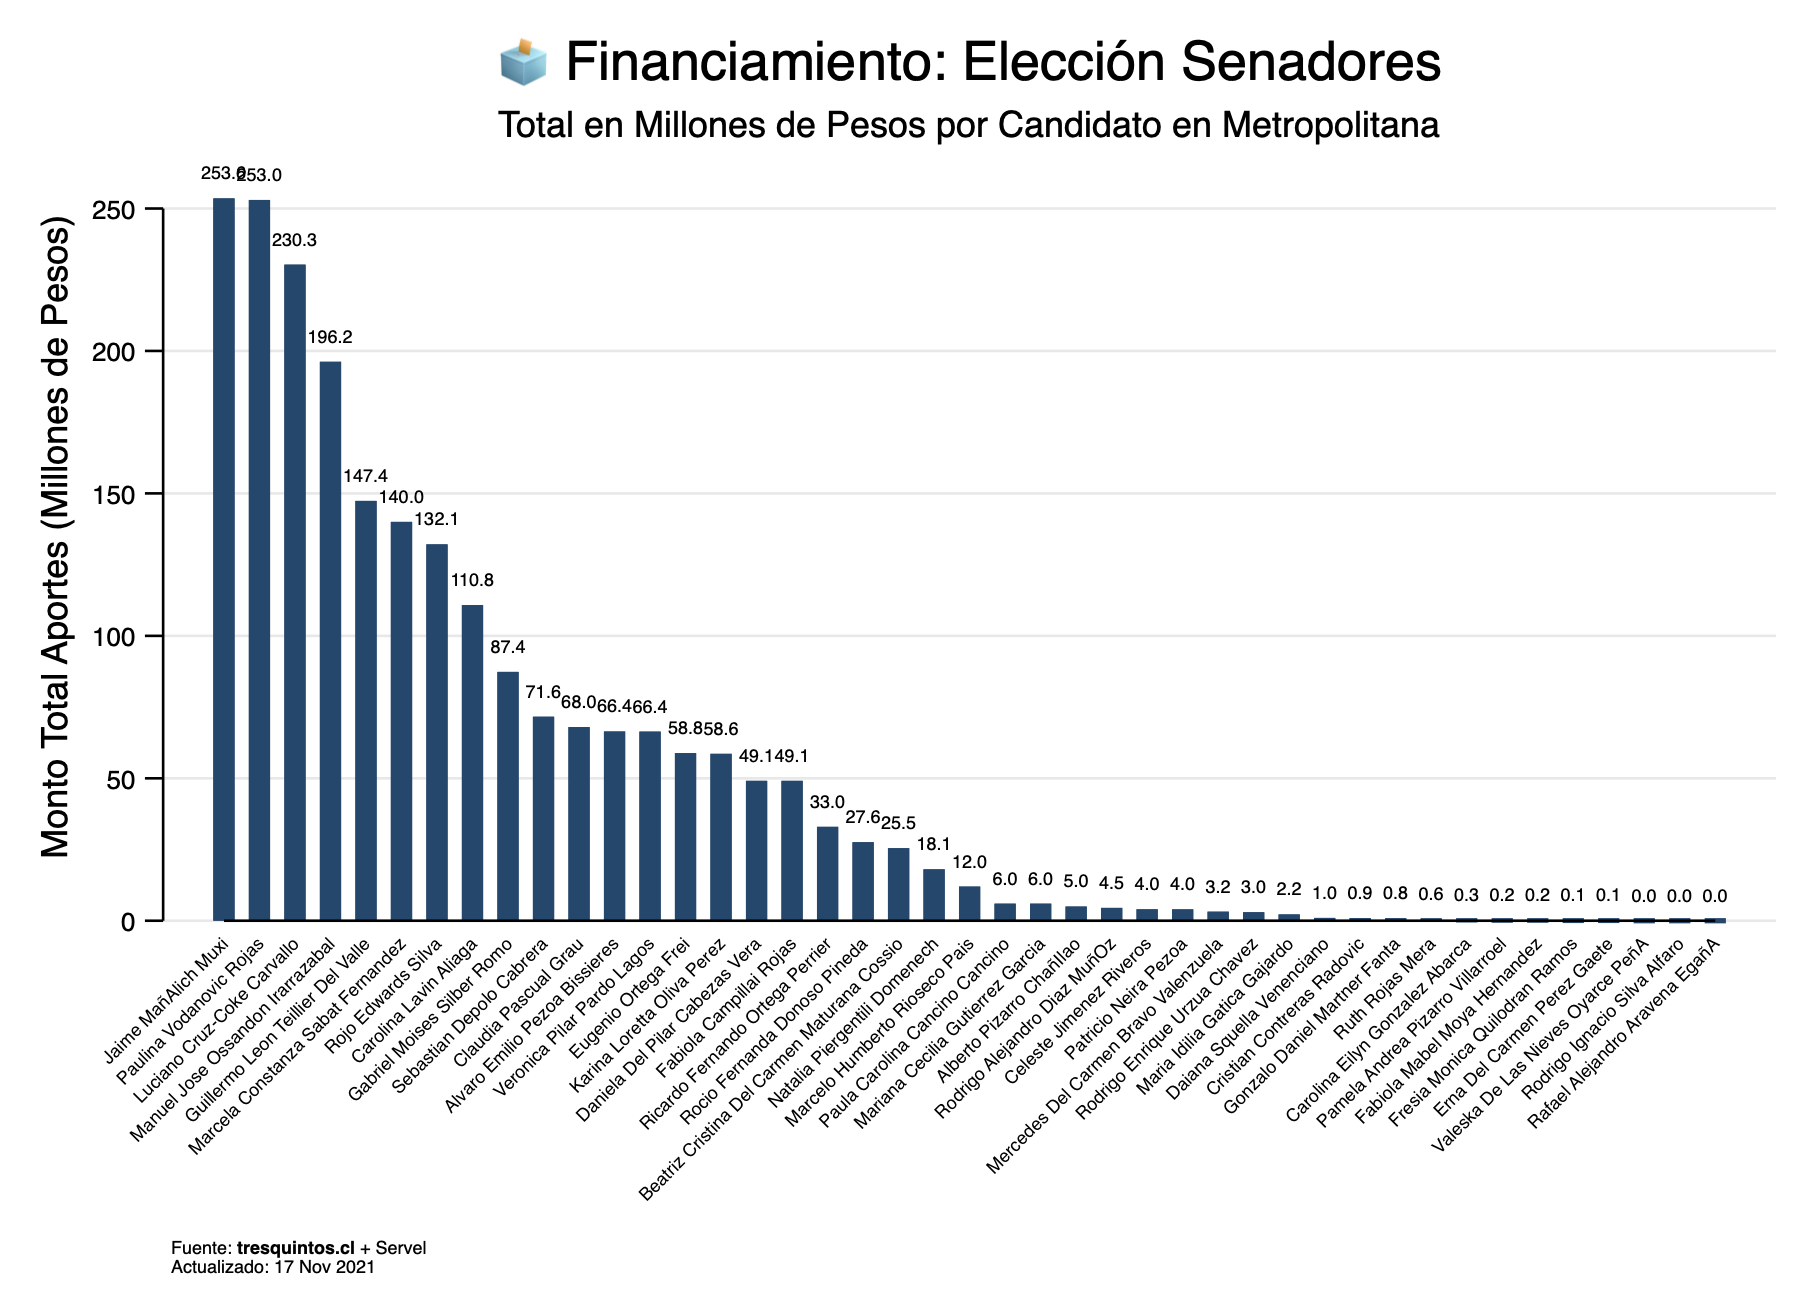 Financiamiento: Elección Senadores
Total en Millones de Pesos por Candidato en Metropolitana
Monto Total Aportes (Millones de Pesos)
250
200
150
100
50
0
253.0
230.3
196.2
147.4
140.0
132.1
110.8
87.4
71.6
68.0
66.4
66.4
58.8
58.6
49.1
49.1
33.0
27.6
25.5
18.1
12.0
6.0
6.0
5.0
4.5
4.0
4.0
3.2
3.0
2.2
1.0
0.9
0.8
0.6
0.3
0.2
0.2
0.1
0.1
0.0
0.0
0.0
Jaime MañAlich Muxi
Paulina Vodanovic Rojas
Luciano Cruz-Coke Carvallo
Manuel Jose Ossandon Irarrazabal
Guillermo Leon Teillier Del Valle
Marcela Constanza Sabat Fernandez
Rojo Edwards Silva
Carolina Lavin Aliaga
Gabriel Moises Silber Romo
Sebastian Depolo Cabrera
Claudia Pascual Grau
Alvaro Emilio Pezoa Bissieres
Veronica Pilar Pardo Lagos
Eugenio Ortega Frei
Karina Loretta Oliva Perez
Daniela Del Pilar Cabezas Vera
Fabiola Campillai Rojas
Ricardo Fernando Ortega Perrier
Rocio Fernanda Donoso Pineda
Beatriz Cristina Del Carmen Maturana Cossio
Natalia Piergentili Domenech
Marcelo Humberto Rioseco Pais
Paula Carolina Cancino Cancino
Mariana Cecilia Gutierrez Garcia
Alberto Pizarro Chañllao
Rodrigo Alejandro Diaz MuñOz
Celeste Jimenez Riveros
Patricio Neira Pezoa
Mercedes Del Carmen Bravo Valenzuela
Rodrigo Enrique Urzua Chavez
Maria Idilia Gatica Gajardo
Daiana Squella Venenciano
Cristian Contreras Radovic
Gonzalo Daniel Martner Fanta
Ruth Rojas Mera
Carolina Eilyn Gonzalez Abarca
Pamela Andrea Pizarro Villarroel
Fabiola Mabel Moya Hernandez
Fresia Monica Quilodran Ramos
Erna Del Carmen Perez Gaete
Valeska De Las Nieves Oyarce PeñA
Rodrigo Ignacio Silva Alfaro
Rafael Alejandro Aravena EgañA
Fuente: tresquintos.cl + Servel
Actualizado: 17 Nov 2021